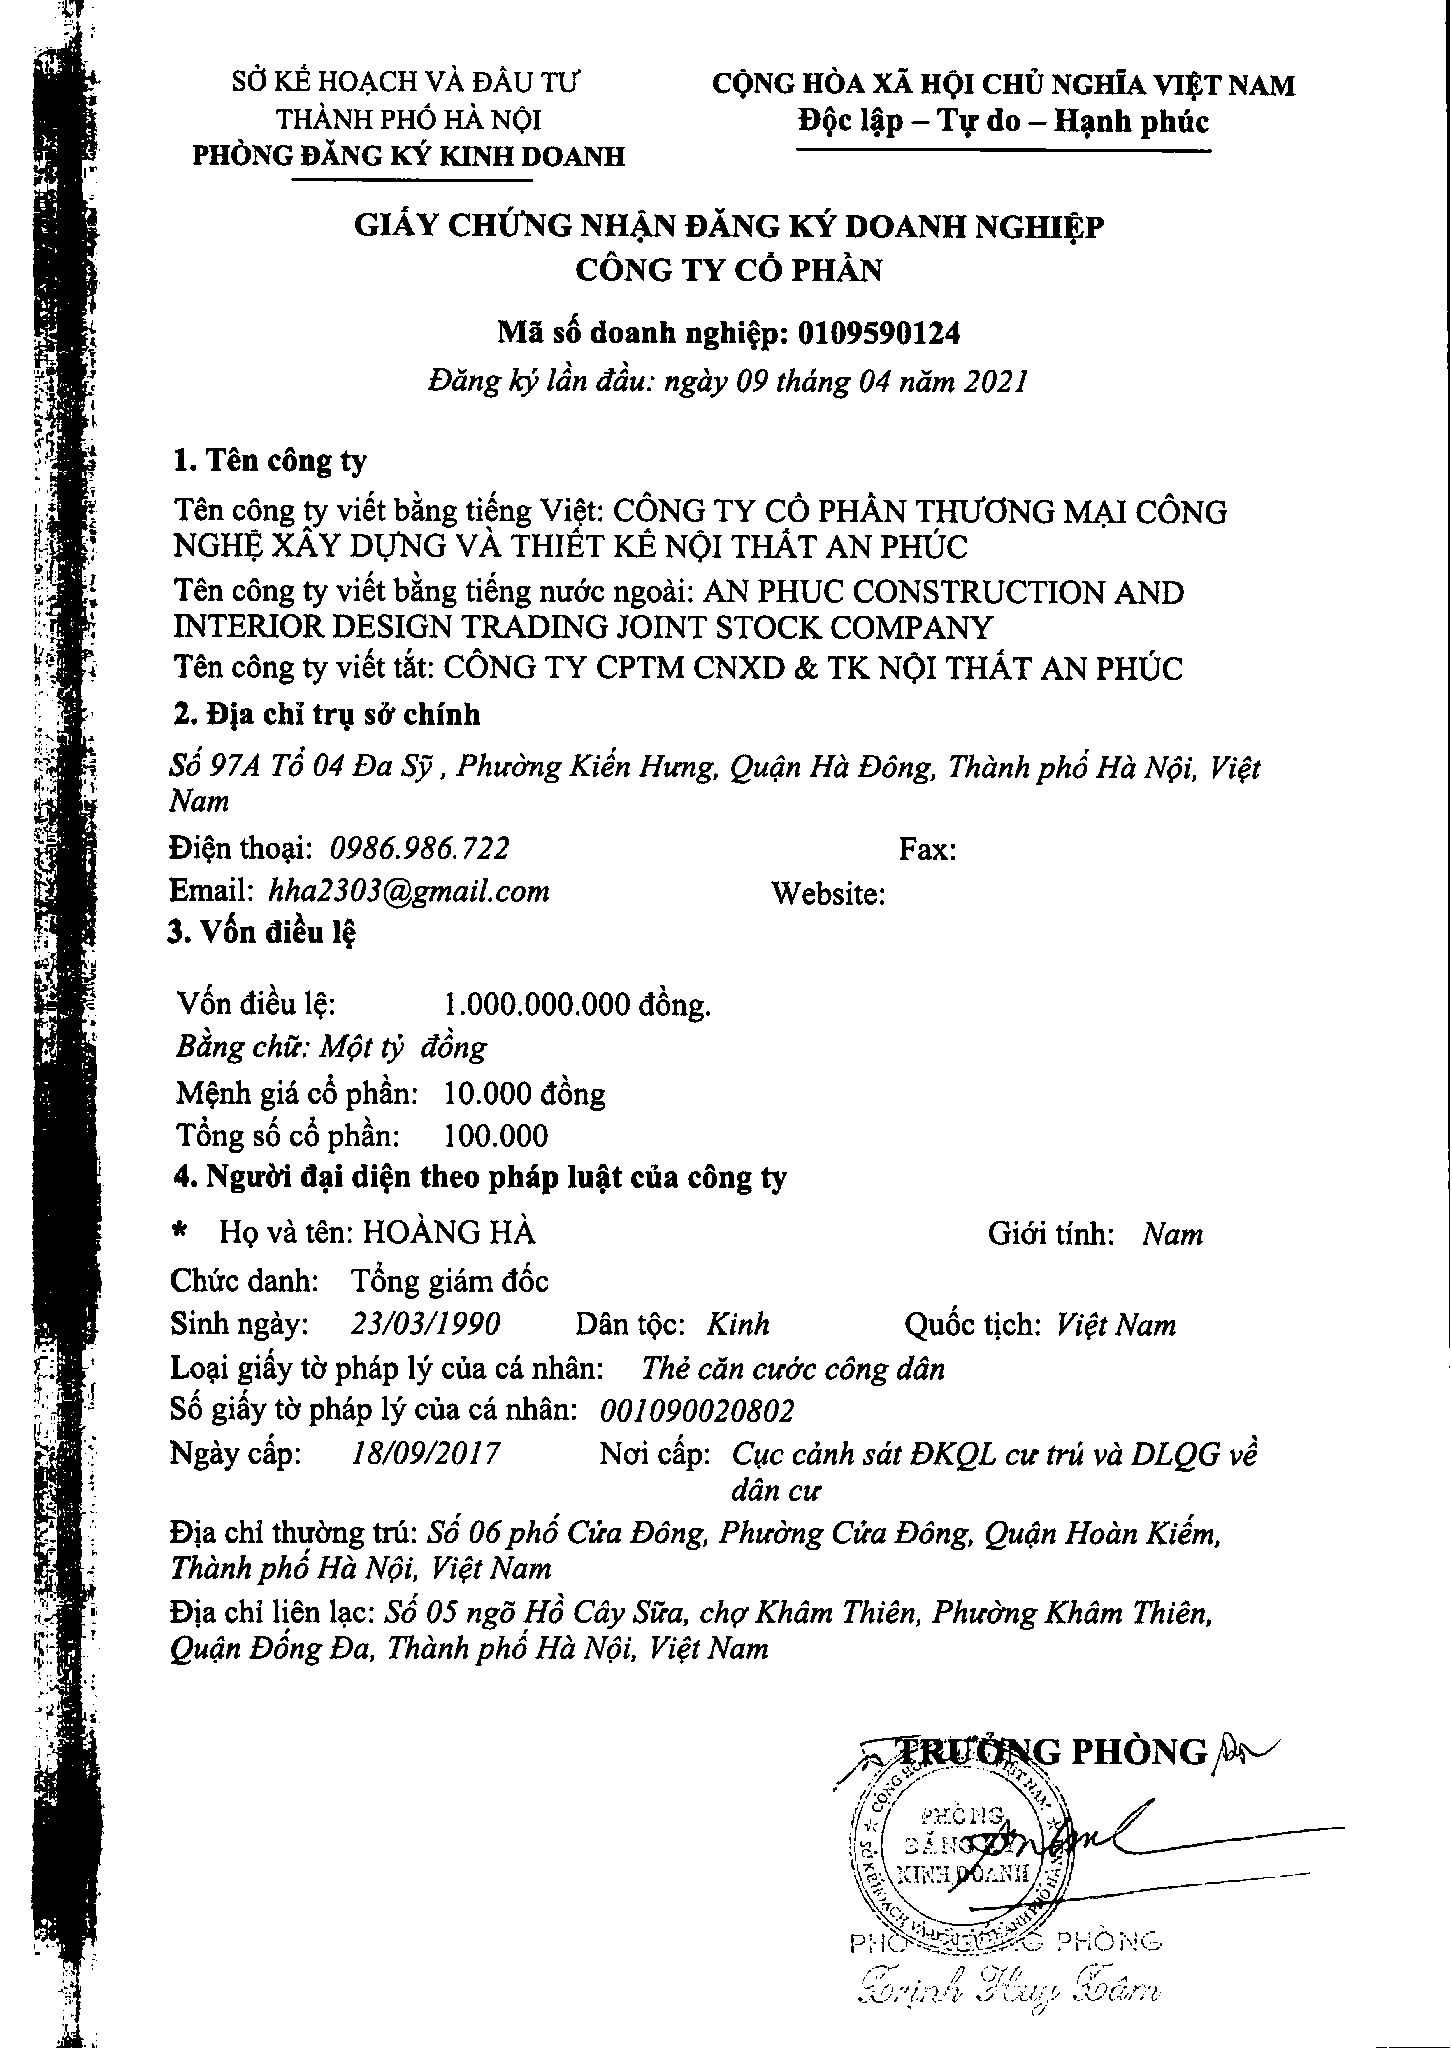 SỞ KẾ HOẠCH VÀ ĐẦU TƯ
THÀNH PHỐ HÀ NỘI
PHÒNG ĐĂNG KÝ KINH DOANH
CỘNG HÒA XÃ HỘI CHỦ NGHĨA VIỆT NAM
Độc lập – Tự do – Hạnh phúc
GIẤY CHỨNG NHẬN ĐĂNG KÝ DOANH NGHIỆP
CÔNG TY CỔ PHẦN
Mã số doanh nghiệp: 0109590124
Đăng ký lần đầu: ngày 09 tháng 04 năm 2021
1. Tên công ty
Tên công ty viết bằng tiếng Việt: CÔNG TY CỔ PHẦN THƯƠNG MẠI CÔNG
NGHỆ XÂY DỰNG VÀ THIẾT KẾ NỘI THẤT AN PHÚC
Tên công ty viết bằng tiếng nước ngoài: AN PHUC CONSTRUCTION AND
INTERIOR DESIGN TRADING JOINT STOCK COMPANY
Tên công ty viết tắt: CÔNG TY CPTM CNXD & TK NỘI THẤT AN PHÚC
2. Địa chỉ trụ sở chính
Số 97A Tổ 04 Đa Sỹ , Phường Kiến Hưng, Quận Hà Đông, Thành phố Hà Nội, Việt
Nam
Điện thoại: 0986.986.722 Fax:
Email: hha2303@gmail.com Website:
3. Vốn điều lệ
Vốn điều lệ: 1.000.000.000 đồng.
Bằng chữ: Một tỷ đồng
Mệnh giá cổ phần: 10.000 đồng
Tổng số cổ phần: 100.000
4. Người đại diện theo pháp luật của công ty
* Họ và tên: HOÀNG HÀ Giới tính: Nam
Chức danh: Tổng giám đốc
Sinh ngày: 23/03/1990 Dân tộc: Kinh Quốc tịch: Việt Nam
Loại giấy tờ pháp lý của cá nhân: Thẻ căn cước công dân
Số giấy tờ pháp lý của cá nhân: 001090020802
Ngày cấp: 18/09/2017 Nơi cấp: Cục cảnh sát ĐKQL cư trú và DLQG về
dân cư
Địa chỉ thường trú: Số 06 phố Cửa Đông, Phường Cửa Đông, Quận Hoàn Kiếm,
Thành phố Hà Nội, Việt Nam
Địa chỉ liên lạc: Số 05 ngõ Hồ Cây Sữa, chợ Khâm Thiên, Phường Khâm Thiên,
Quận Đống Đa, Thành phố Hà Nội, Việt Nam
TRƯỞNG PHÒNG
PHÒNG
ĐĂNG KÝ
KINH DOANH
PHÒNG
Trịnh Huy Tâm